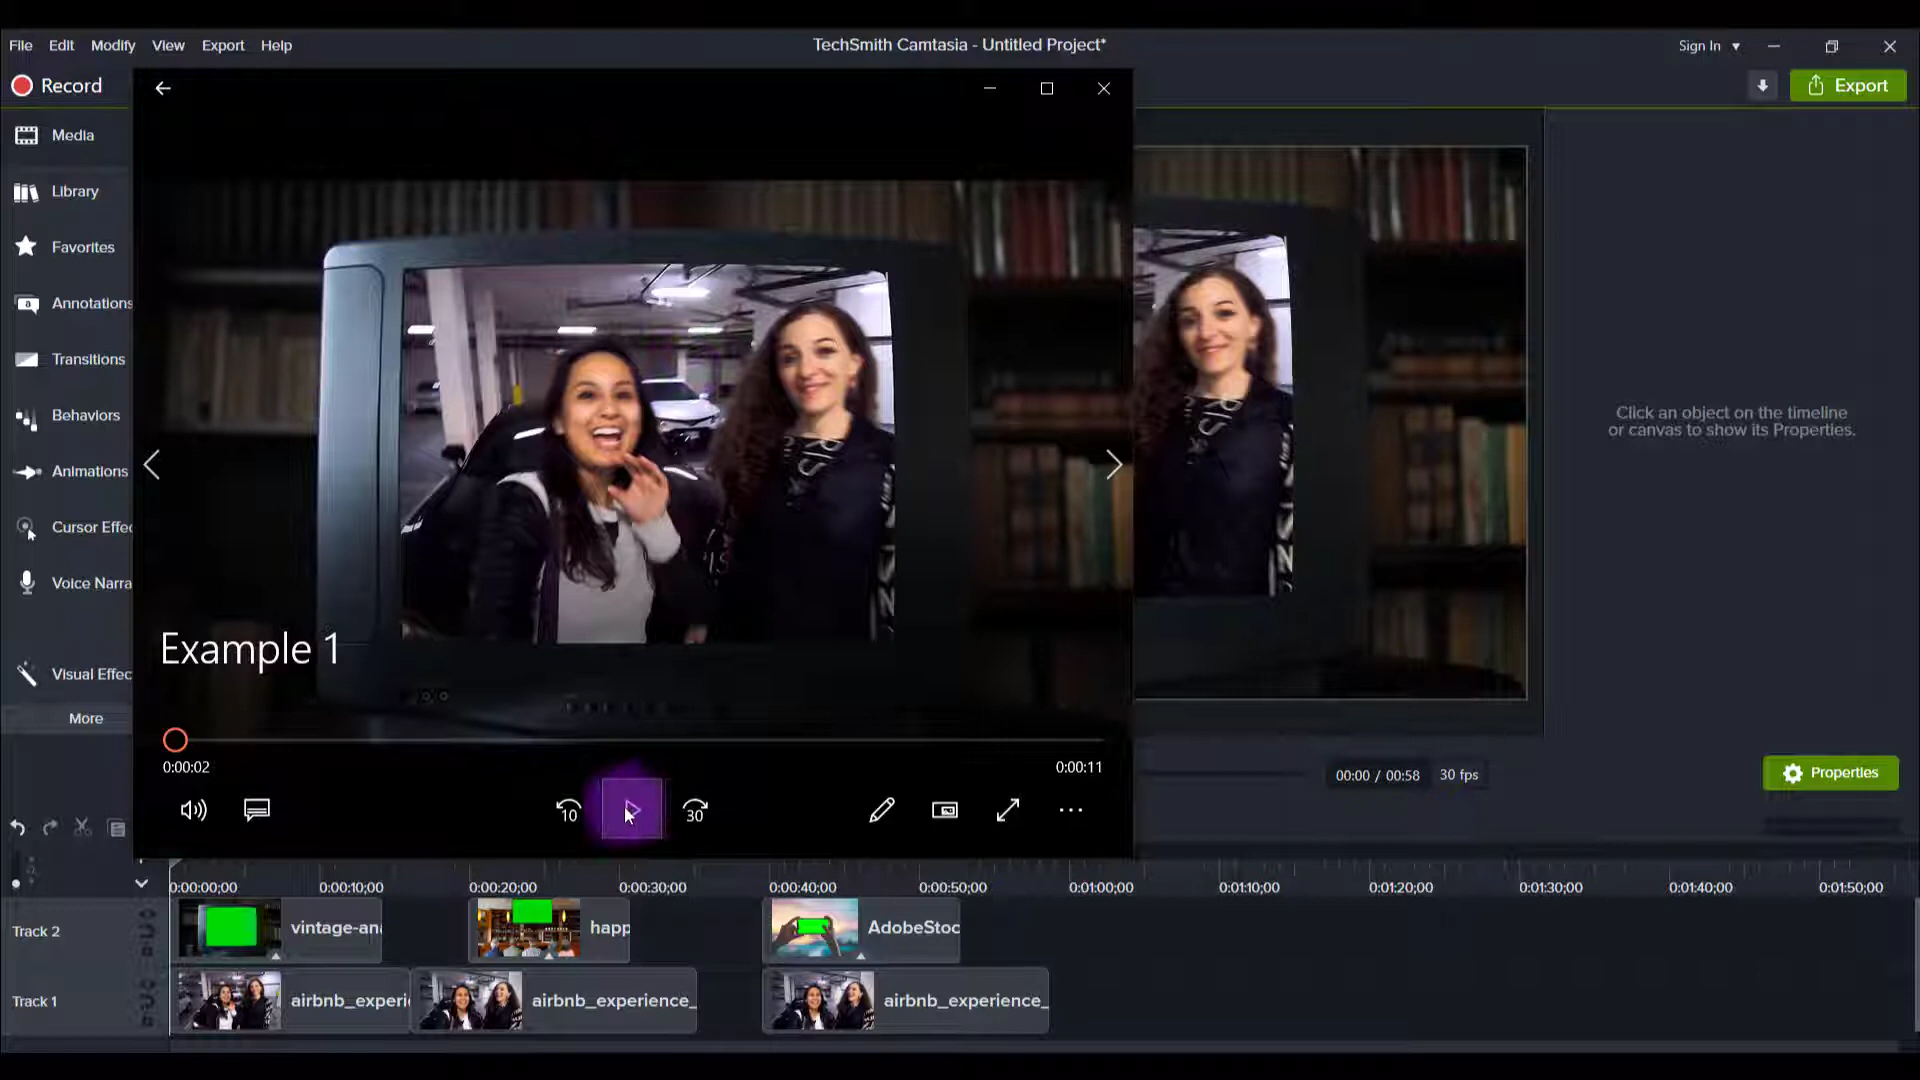 File Edit Modify View Export Help
TechSmith Camtasia - Untitled Project*
Sign In
Record
Export
Media
Library
Favorites
Annotations
Transitions
Behaviors
Animations
Cursor Effec
Voice Narra
Visual Effec
More
Example 1
0:00:02
0:00:11
10
30
Click an object on the timeline
or canvas to show its Properties.
00:00 / 00:58 30 fps
Properties
0:00:00;00 0:00:10;00 0:00:20;00 0:00:30;00 0:00:40;00 0:00:50;00 0:01:00;00 0:01:10;00 0:01:20;00 0:01:30;00 0:01:40;00 0:01:50;00
Track 2
vintage-ana
happ
AdobeStoc
Track 1
airbnb_experi
airbnb_experience_
airbnb_experience_